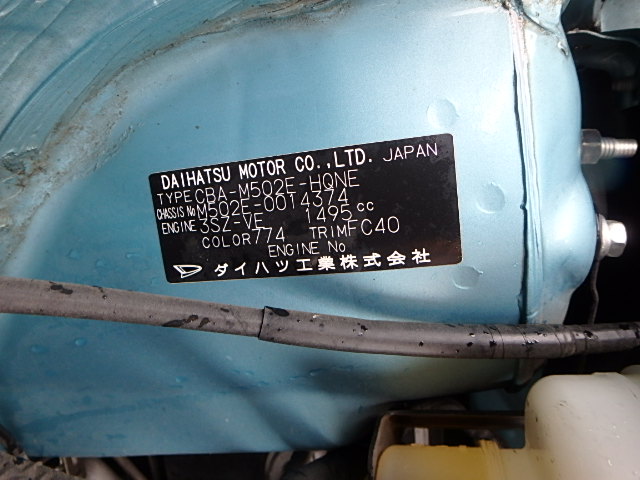 DAIHATSU MOTOR CO.,LTD. JAPAN
TYPE CBA-M502E-HQNE
CHASSIS No M502E-0014374
ENGINE 3SZ-VE 1495 cc
COLOR 774 TRIM FC40
ENGINE No
ダイハツ工業株式会社